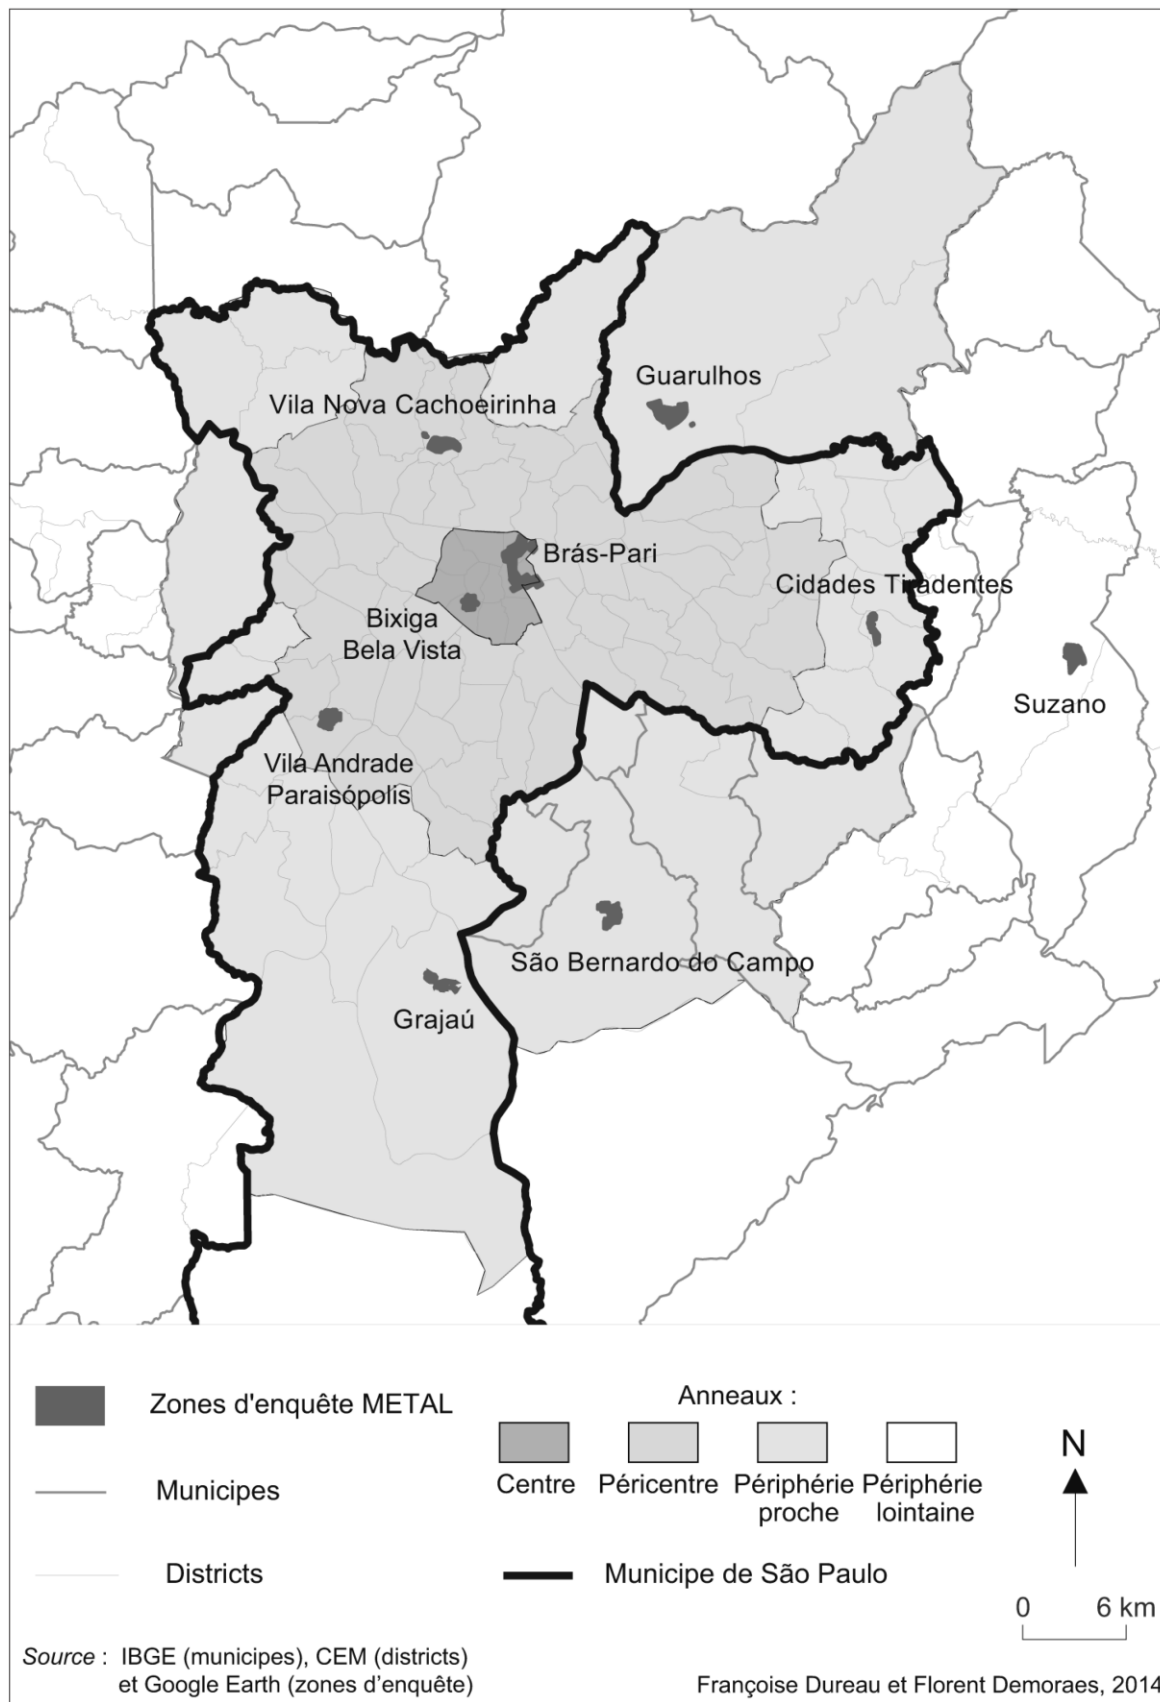 Guarulhos
Vila Nova Cachoeirinha
Brás-Pari
Cidades Tiradentes
Bixiga
Bela Vista
Suzano
Vila Andrade
Paraisópolis
São Bernardo do Campo
Grajaú
Zones d'enquête METAL
Municipes
Districts
Anneaux :
Centre
Péricentre
Périphérie
proche
Périphérie
lointaine
Municipe de São Paulo
N
0 6 km
Source : IBGE (municipes), CEM (districts)
et Google Earth (zones d'enquête)
Françoise Dureau et Florent Demoraes, 2014